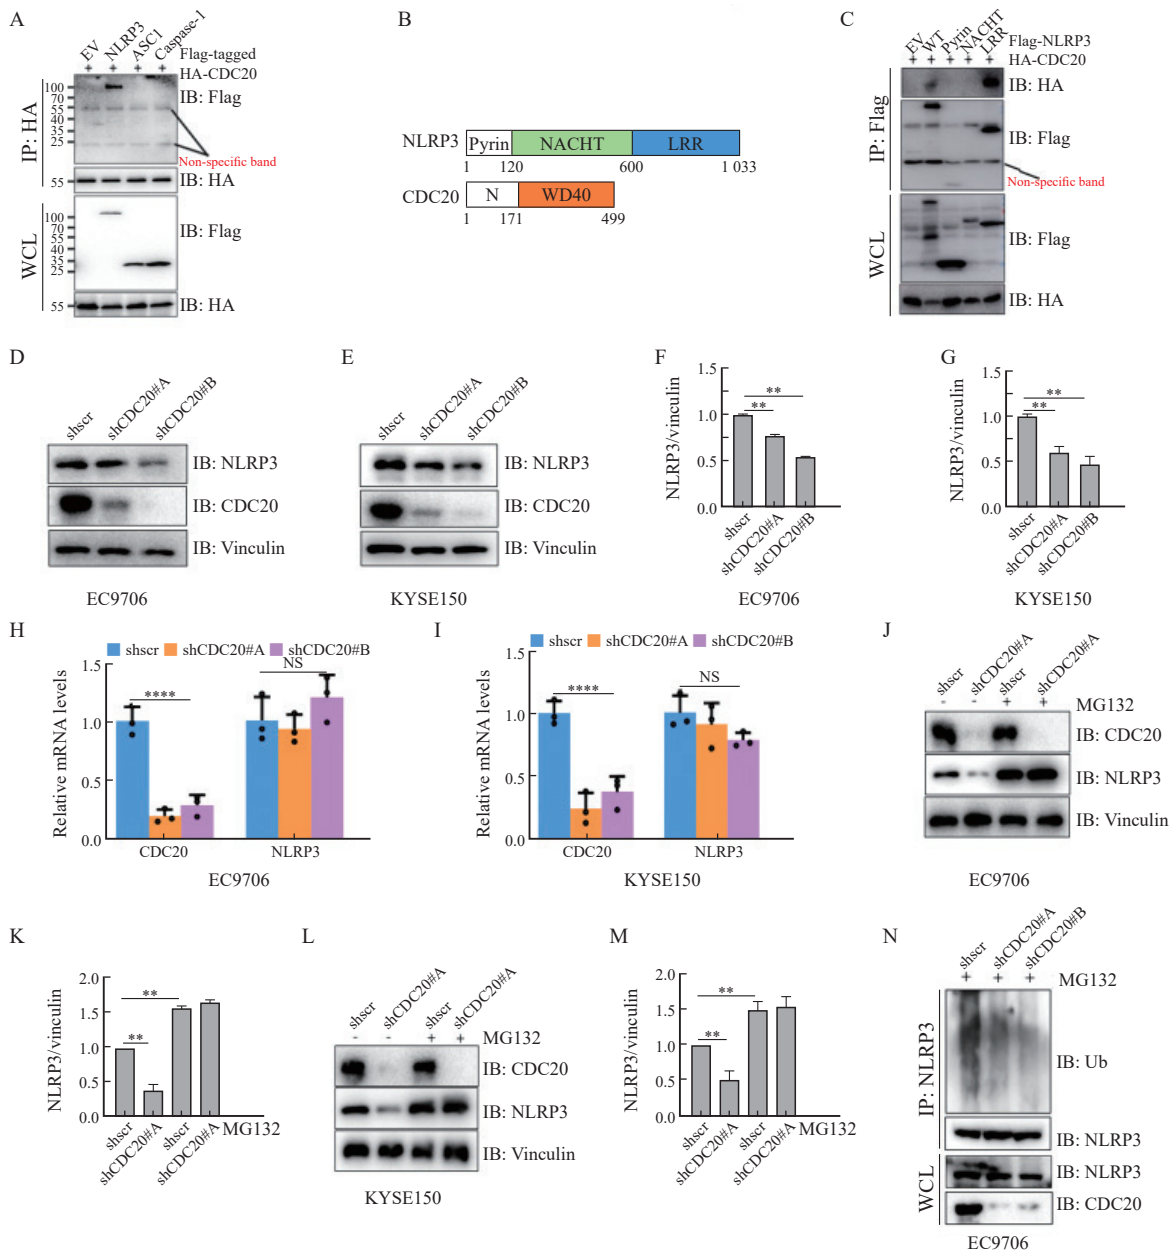 A
EV
NLRP3
ASC1
Caspase-1
Flag-tagged
+ + + + HA-CDC20
IP: HA
100
70
55
40
35
25
IB: Flag
Non-specific band
55
IB: HA
WCL
100
70
55
40
35
25
IB: Flag
55
IB: HA
B
NLRP3 Pyrin NACHT LRR
1 120 600 1 033
CDC20 N WD40
1 171 499
C
EV
WT
Pyrin
NACHT
LRR
Flag-NLRP3
+ + + + + HA-CDC20
IP: Flag
IB: HA
IB: Flag
Non-specific band
WCL
IB: Flag
IB: HA
D
shscr
shCDC20#A
shCDC20#B
IB: NLRP3
IB: CDC20
IB: Vinculin
EC9706
E
shscr
shCDC20#A
shCDC20#B
IB: NLRP3
IB: CDC20
IB: Vinculin
KYSE150
F
NLRP3/vinculin
1.5
1.0
0.5
0.0
**
**
shscr
shCDC20#A
shCDC20#B
EC9706
G
NLRP3/vinculin
1.5
1.0
0.5
0.0
**
**
shscr
shCDC20#A
shCDC20#B
KYSE150
H
shscr shCDC20#A shCDC20#B
Relative mRNA levels
1.5
1.0
0.5
0.0
****
NS
CDC20 NLRP3
EC9706
I
shscr shCDC20#A shCDC20#B
Relative mRNA levels
1.5
1.0
0.5
0.0
****
NS
CDC20 NLRP3
KYSE150
J
shscr
shCDC20#A
shscr
shCDC20#A
- - + + MG132
IB: CDC20
IB: NLRP3
IB: Vinculin
EC9706
K
NLRP3/vinculin
2.0
1.5
1.0
0.5
0.0
**
**
shscr
shCDC20#A
shscr
shCDC20#A
MG132
L
shscr
shCDC20#A
shscr
shCDC20#A
MG132
- - + +
IB: CDC20
IB: NLRP3
IB: Vinculin
KYSE150
M
NLRP3/vinculin
2.0
1.5
1.0
0.5
0.0
**
**
shscr
shCDC20#A
shscr
shCDC20#A
MG132
N
shscr
shCDC20#A
shCDC20#B
+ + + MG132
IP: NLRP3
IB: Ub
IB: NLRP3
WCL
IB: NLRP3
IB: CDC20
EC9706